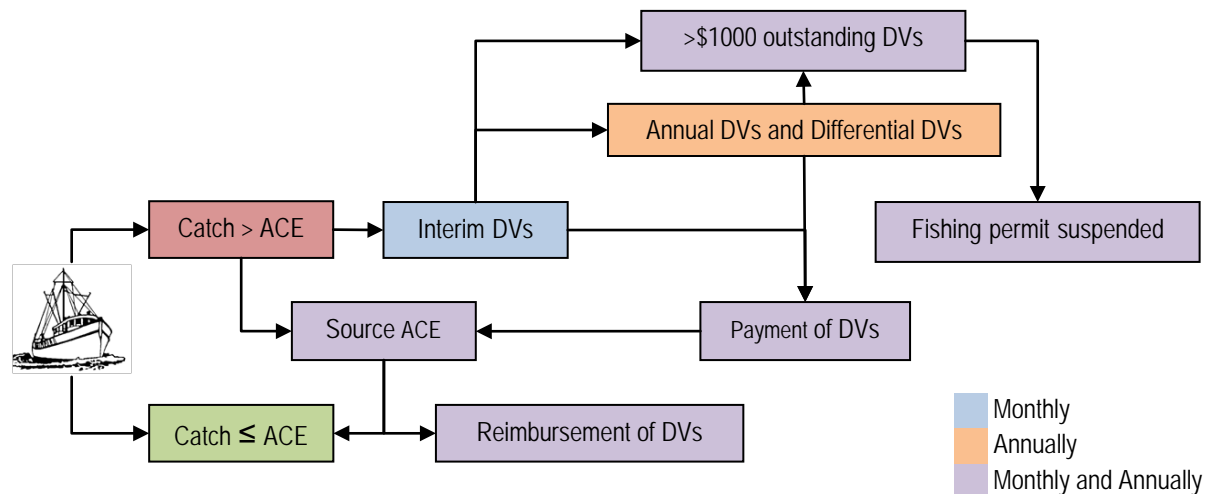 >$1000 outstanding DVs
Annual DVs and Differential DVs
Catch > ACE
Interim DVs
Fishing permit suspended
Source ACE
Payment of DVs
Catch ≤ ACE
Reimbursement of DVs
Monthly
Annually
Monthly and Annually